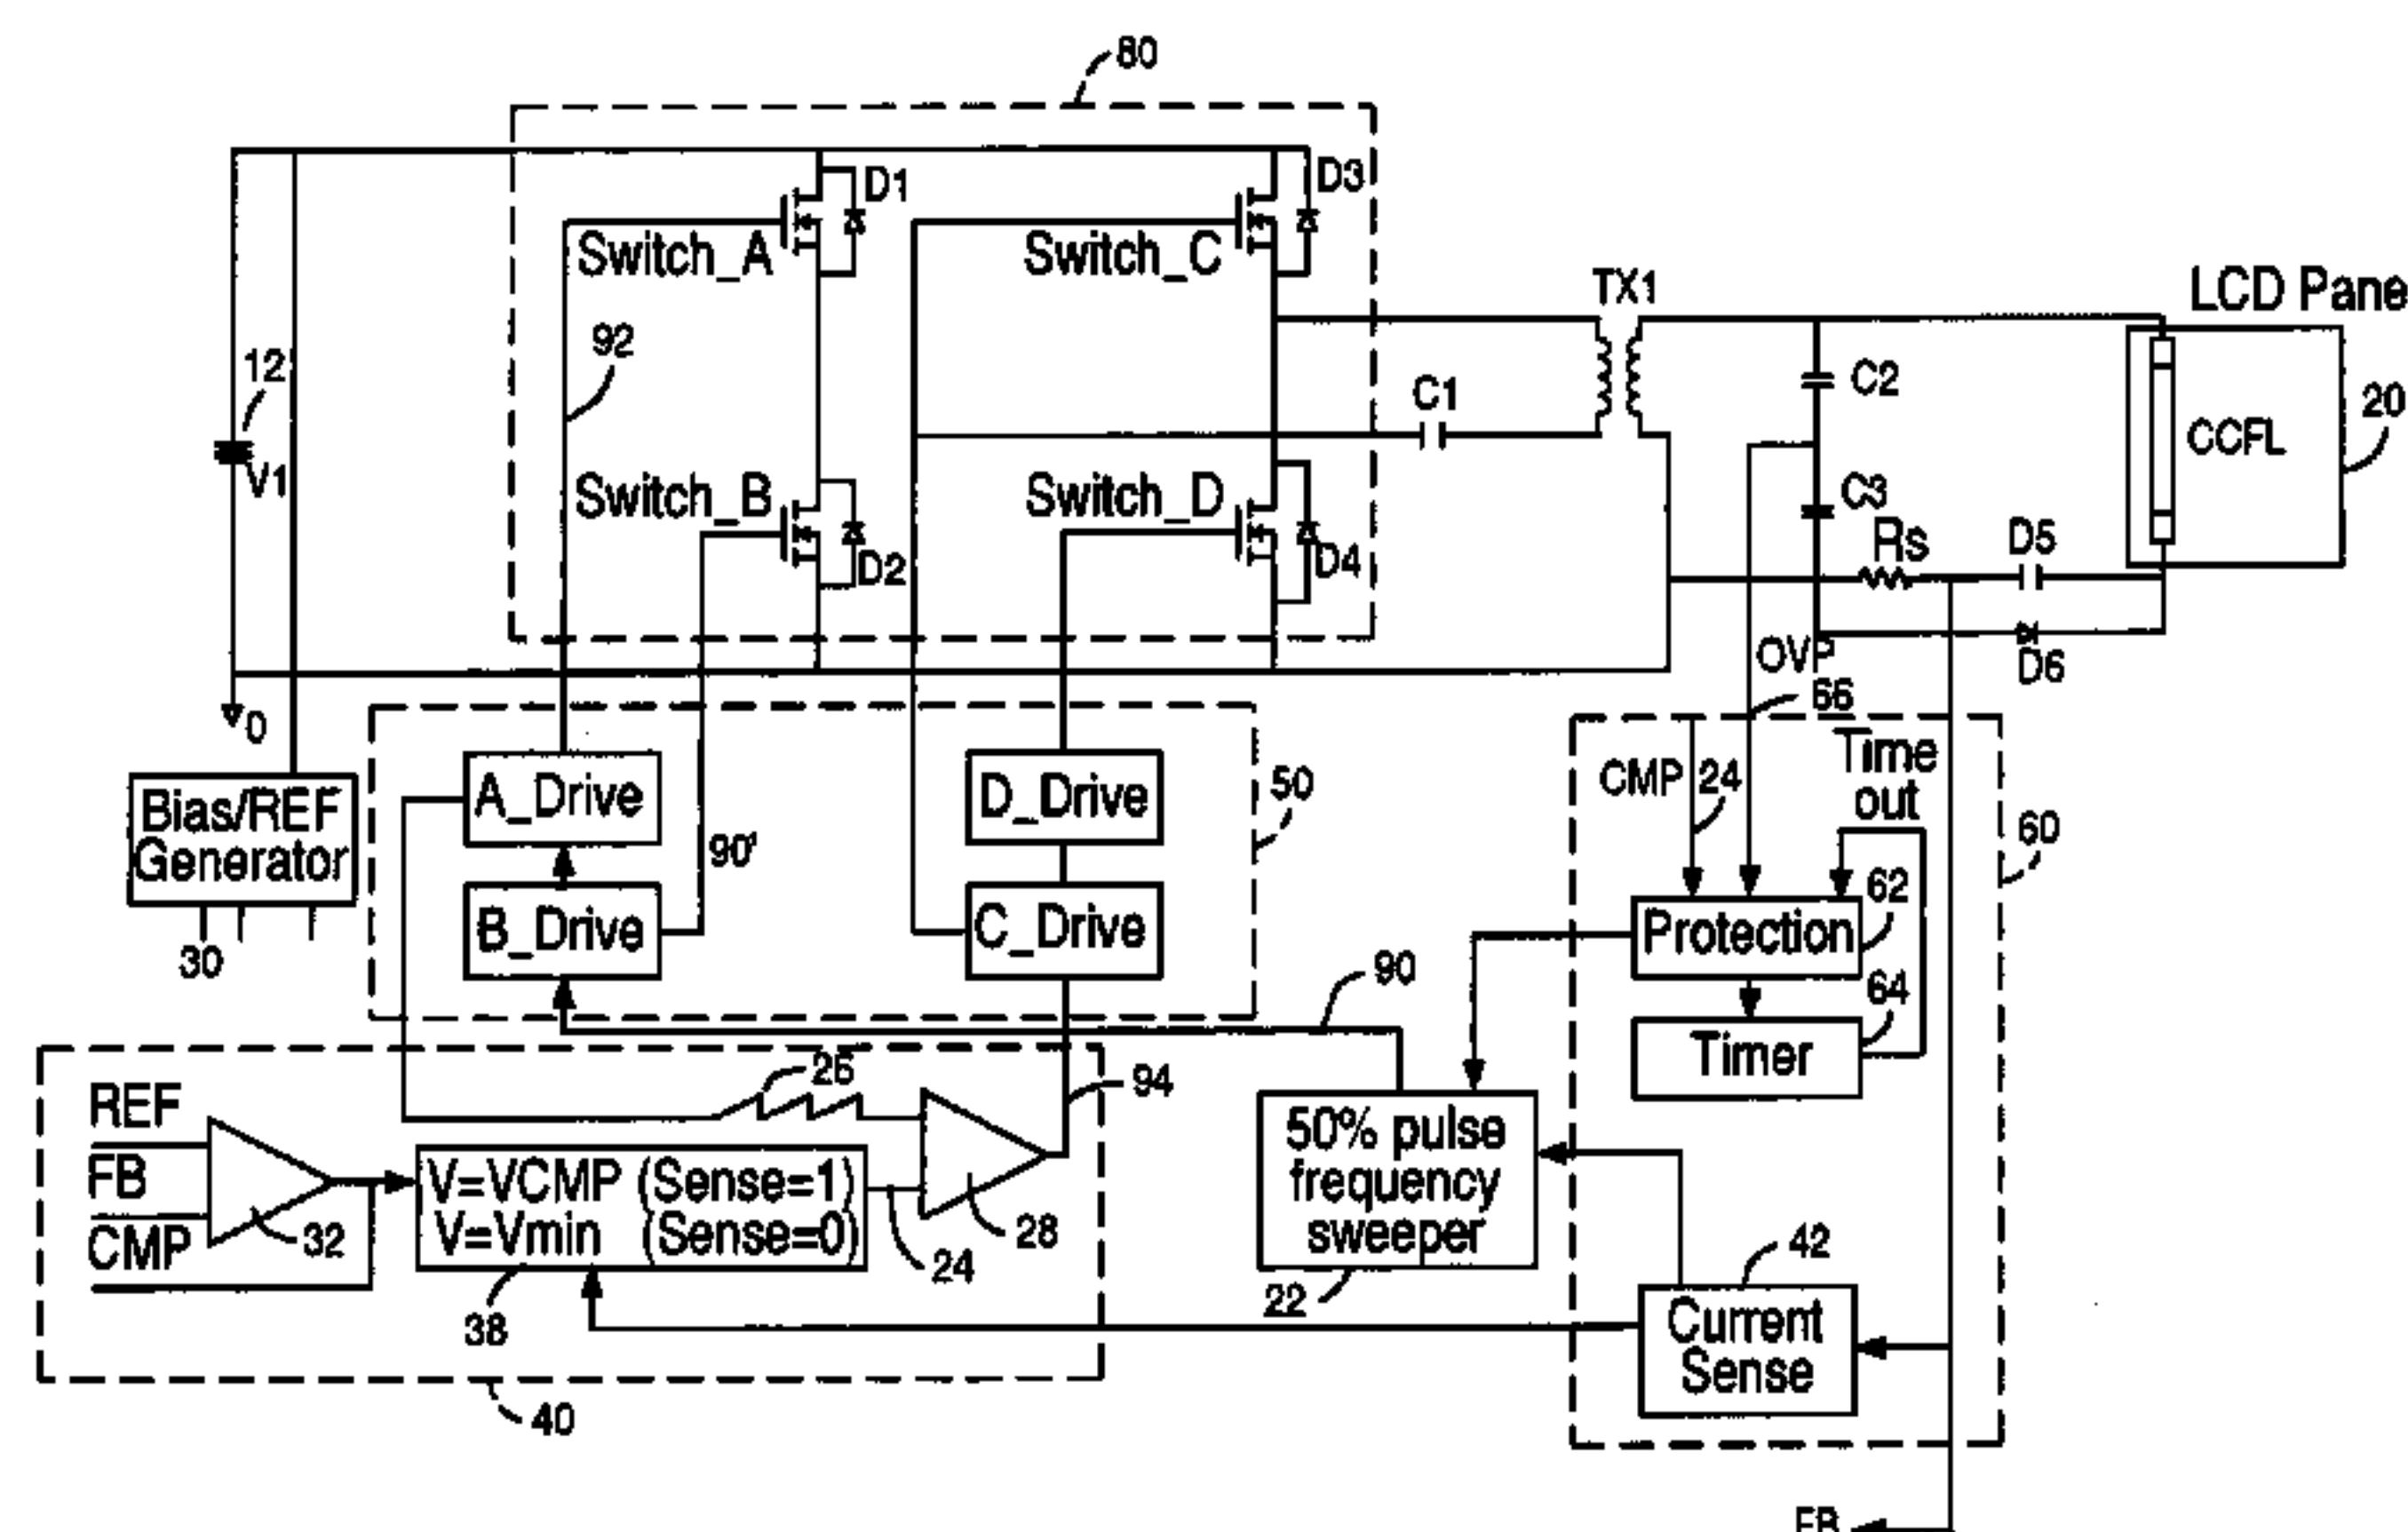 80
D1
D3
Switch_A
Switch_C
TX1
LCD Pane
92
12
C1
C2
20
CCFL
V1
Switch_B
Switch_D
C3
Rs
D5
D2
D4
OVP
D6
66
0
Time
out
CMP 24
A_Drive
D_Drive
50
60
Bias/REF
Generator
90'
62
B_Drive
C_Drive
Protection
30
90
64
Timer
26
94
REF
50% pulse
frequency
sweeper
FB
V=VCMP (Sense=1)
V=Vmin (Sense=0)
CMP
32
28
24
42
22
38
Current
Sense
40
FB